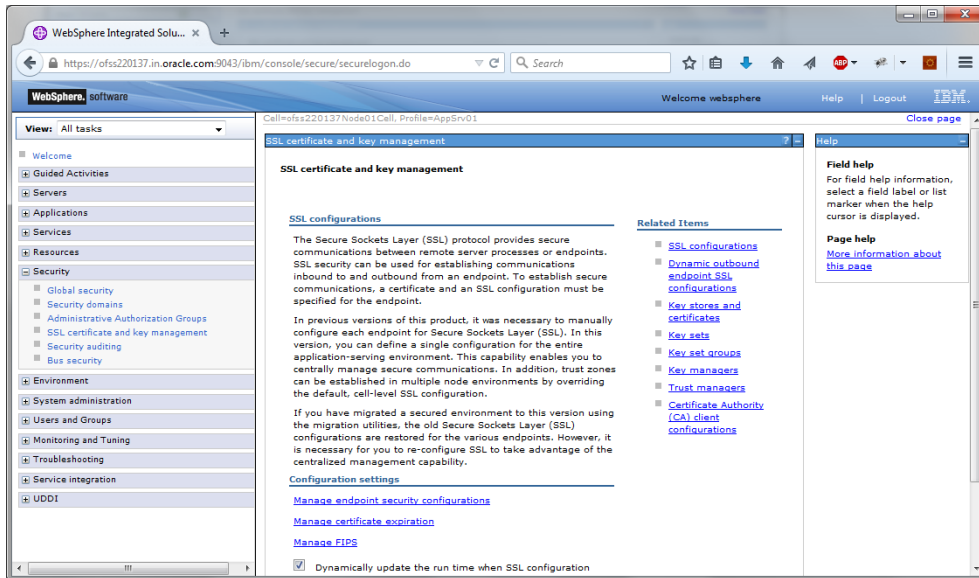 WebSphere Integrated Solu... × +
https://ofss220137.in.oracle.com:9043/ibm/console/secure/securelogon.do
Search
ABP
WebSphere. software
Welcome websphere
Help | Logout
IBM.
View: All tasks
Welcome
Guided Activities
Servers
Applications
Services
Resources
Security
Global security
Security domains
Administrative Authorization Groups
SSL certificate and key management
Security auditing
Bus security
Environment
System administration
Users and Groups
Monitoring and Tuning
Troubleshooting
Service integration
UDDI
Cell=ofss220137Node01Cell, Profile=AppSrv01
Close page
SSL certificate and key management ? -
SSL certificate and key management
SSL configurations
The Secure Sockets Layer (SSL) protocol provides secure
communications between remote server processes or endpoints.
SSL security can be used for establishing communications
inbound to and outbound from an endpoint. To establish secure
communications, a certificate and an SSL configuration must be
specified for the endpoint.
In previous versions of this product, it was necessary to manually
configure each endpoint for Secure Sockets Layer (SSL). In this
version, you can define a single configuration for the entire
application-serving environment. This capability enables you to
centrally manage secure communications. In addition, trust zones
can be established in multiple node environments by overriding
the default, cell-level SSL configuration.
If you have migrated a secured environment to this version using
the migration utilities, the old Secure Sockets Layer (SSL)
configurations are restored for the various endpoints. However, it
is necessary for you to re-configure SSL to take advantage of the
centralized management capability.
Configuration settings
Manage endpoint security configurations
Manage certificate expiration
Manage FIPS
Dynamically update the run time when SSL configuration
Related Items
SSL configurations
Dynamic outbound
endpoint SSL
configurations
Key stores and
certificates
Key sets
Key set groups
Key managers
Trust managers
Certificate Authority
(CA) client
configurations
Help -
Field help
For field help information,
select a field label or list
marker when the help
cursor is displayed.
Page help
More information about
this page